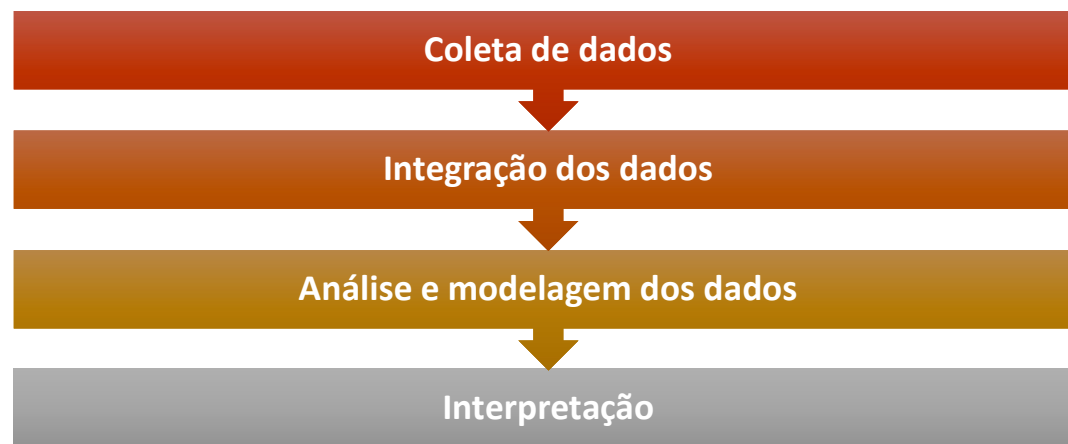 Coleta de dados
Integração dos dados
Análise e modelagem dos dados
Interpretação